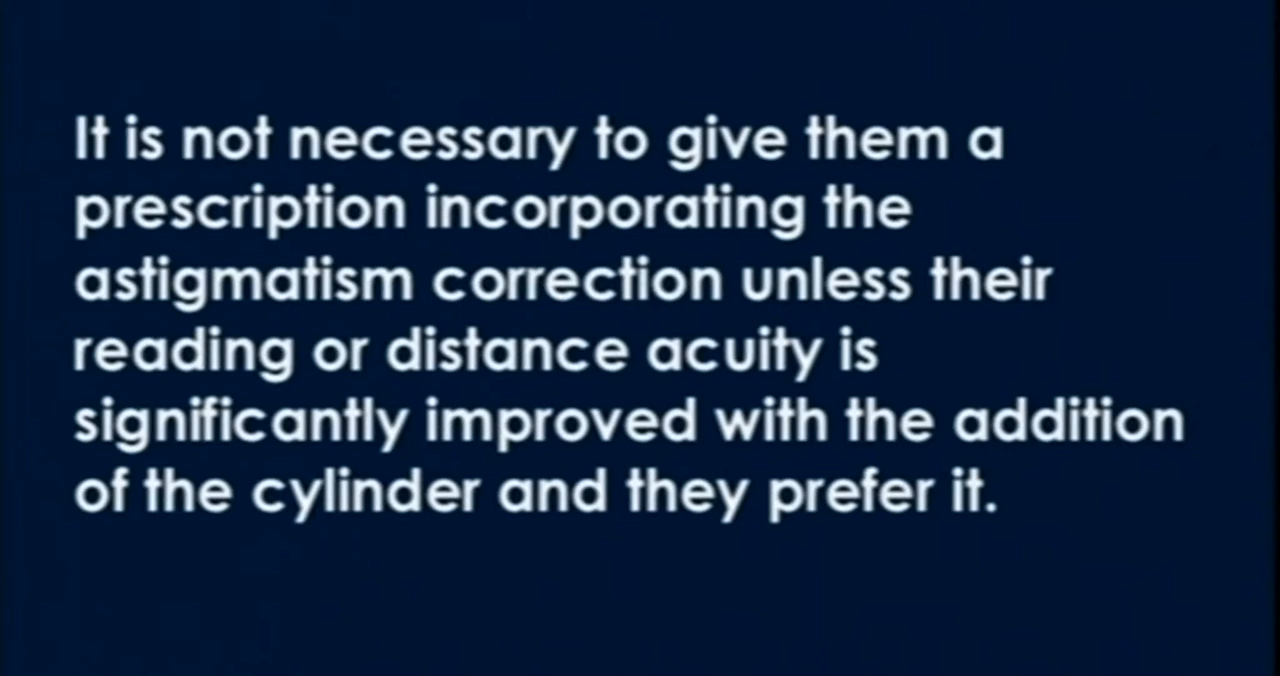 It is not necessary to give them a
prescription incorporating the
astigmatism correction unless their
reading or distance acuity is
significantly improved with the addition
of the cylinder and they prefer it.